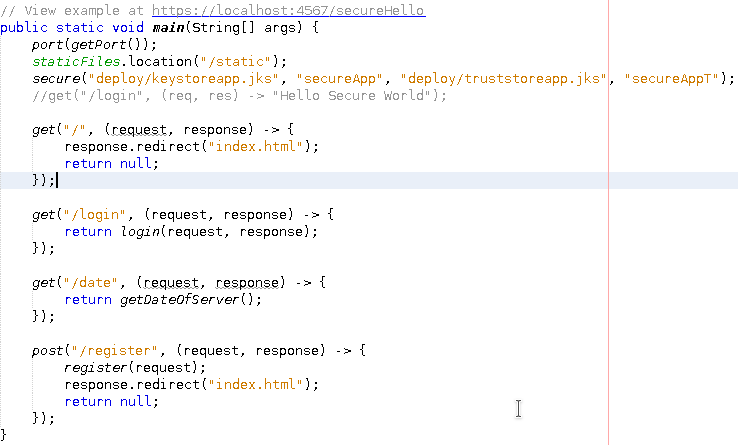 // View example at https://localhost:4567/secureHello
public static void main(String[] args) {
port(getPort());
staticFiles.location("/static");
secure("deploy/keystoreapp.jks", "secureApp", "deploy/truststoreapp.jks", "secureAppT");
//get("/login", (req, res) -> "Hello Secure World");
get("/", (request, response) -> {
response.redirect("index.html");
return null;
});
get("/login", (request, response) -> {
return login(request, response);
});
get("/date", (request, response) -> {
return getDateOfServer();
});
post("/register", (request, response) -> {
register(request);
response.redirect("index.html");
return null;
});
}